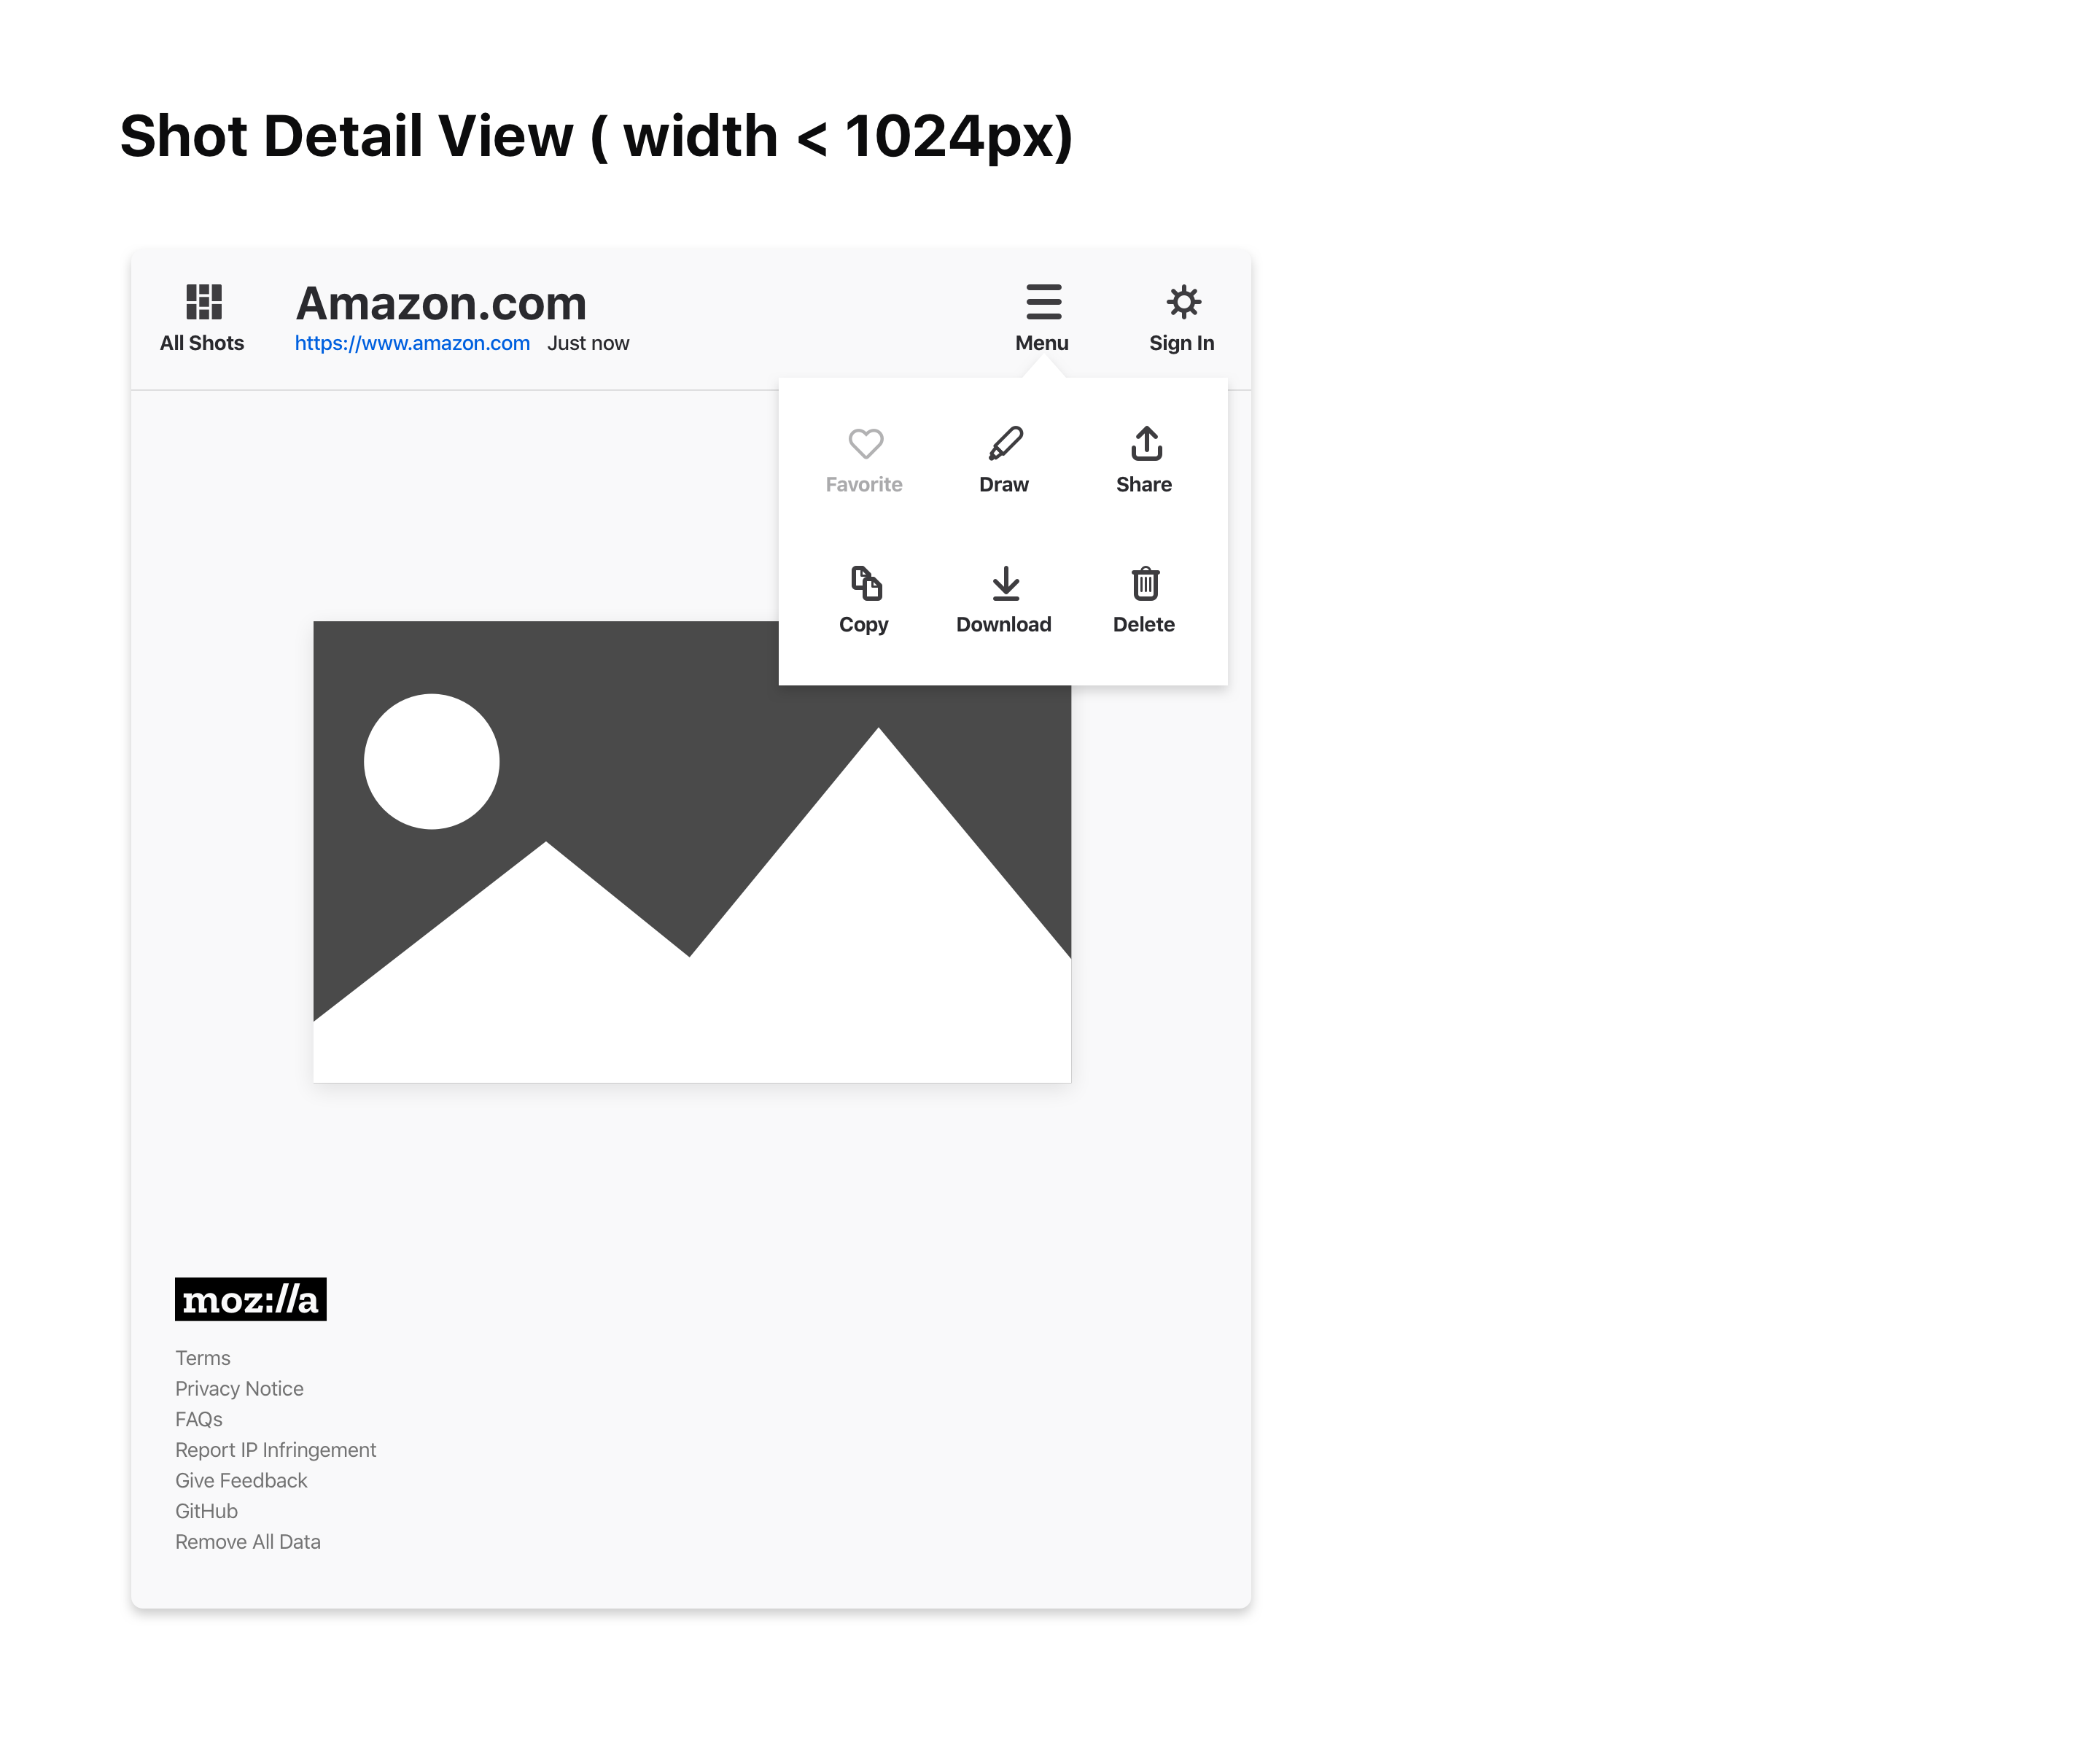 Shot Detail View ( width < 1024px)
Amazon.com
All Shots
https://www.amazon.com Just now
Menu
Sign In
Favorite
Draw
Share
Copy
Download
Delete
moz://a
Terms
Privacy Notice
FAQs
Report IP Infringement
Give Feedback
GitHub
Remove All Data